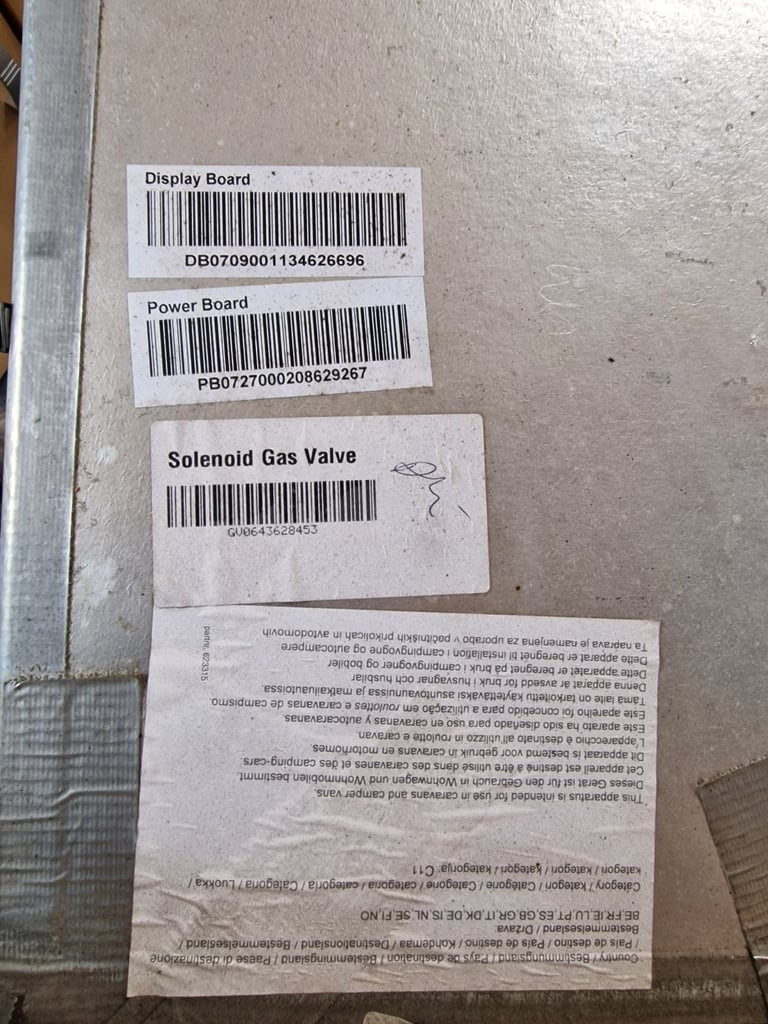 Display Board
DB0709001134626696
Power Board
PB0727000208629267
Solenoid Gas Valve
GV0643628453
partnr. 623315
Country / Bestimmungsland / Pays de destination / Bestemmingsland / Paese di destinazione
/ País de destino / País de destino / Kohdemaa / Destinationsland / Bestemmelsesland /
Bestemmelsesland / Država:
BE,FR,IE,LU,PT,ES,GB,GR,IT,DK,DE,IS,NL,SE,FI,NO
Category / kategori / Catégorie / Categorie / categoria / categoria / Categoria / Luokka /
kategori / kategori / kategori / kategorija: C11
This apparatus is intended for use in caravans and camper vans.
Dieses Gerät ist für den Gebrauch in Wohnwagen und Wohnmobilen bestimmt.
Cet appareil est destiné à être utilisé dans des caravanes et des camping-cars
Dit apparaat is bestemd voor gebruik in caravans en motorhomes.
L'apparecchio è destinato all utilizzo in roulotte e caravan.
Este aparato ha sido diseñado para uso en caravanas y autocaravanas.
Este aparelho foi concebido para a utilização em roulottes e caravanas de campismo.
Tämä laite on tarkoitettu käytettäväksi asuntovaunuissa ja matkailuautoissa.
Denna apparat är avsedd for bruk i husvagnar och husbilar
Dette apparatet er beregnet på bruk i campingvogner og bobiler
Dette apparat er beregnet til installation i campingvogne og autocampere
Ta naprava je namenjena za uporabo v počitniških prikolicah in avtodomovih